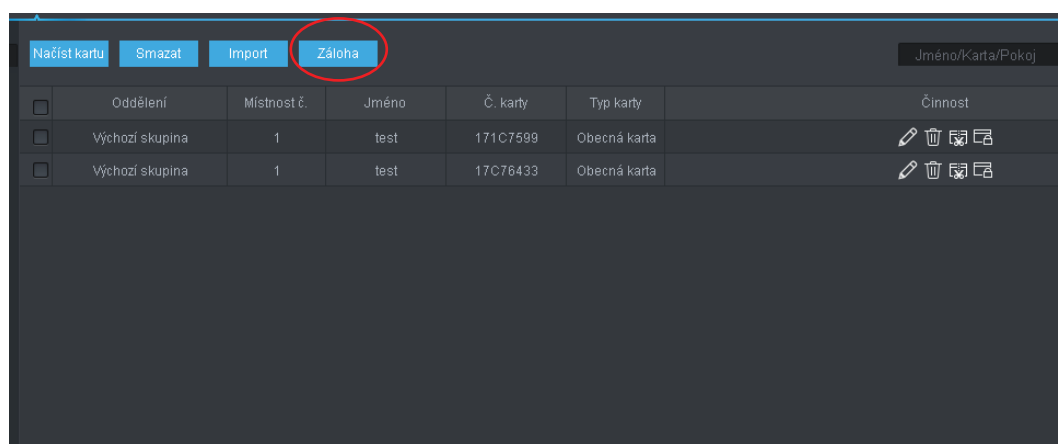 Načíst kartu Smazat Import Záloha Jméno/Karta/Pokoj
Oddělení Místnost č. Jméno Č. karty Typ karty Činnost
Výchozí skupina 1 test 171C7599 Obecná karta
Výchozí skupina 1 test 17C76433 Obecná karta